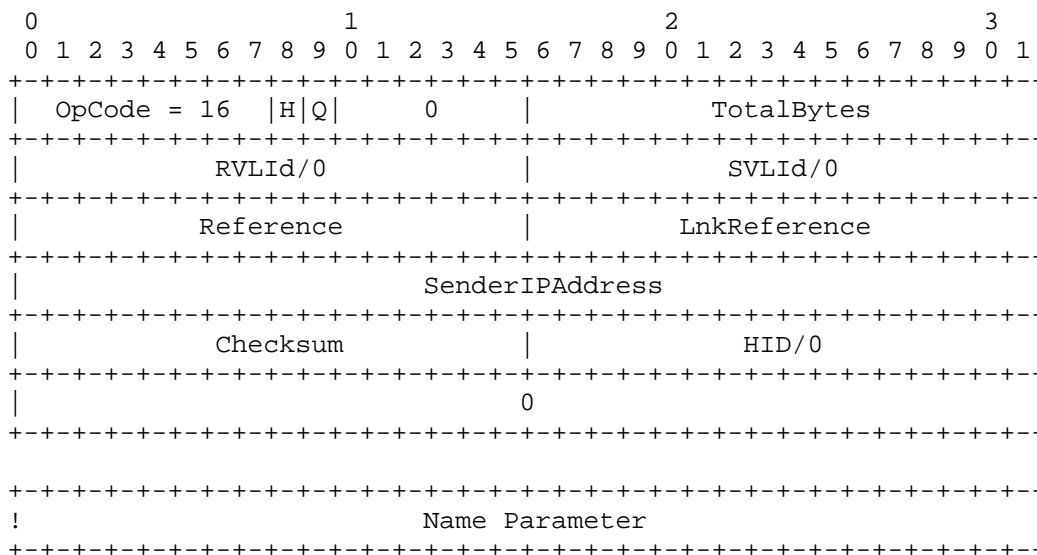 0                   1                   2                   3
 0 1 2 3 4 5 6 7 8 9 0 1 2 3 4 5 6 7 8 9 0 1 2 3 4 5 6 7 8 9 0 1
+-+-+-+-+-+-+-+-+-+-+-+-+-+-+-+-+-+-+-+-+-+-+-+-+-+-+-+-+-+-+-+--
|  OpCode = 16  |H|Q|     0     |           TotalBytes
+-+-+-+-+-+-+-+-+-+-+-+-+-+-+-+-+-+-+-+-+-+-+-+-+-+-+-+-+-+-+-+--
|            RVLId/0            |            SVLId/0
+-+-+-+-+-+-+-+-+-+-+-+-+-+-+-+-+-+-+-+-+-+-+-+-+-+-+-+-+-+-+-+--
|           Reference           |         LnkReference
+-+-+-+-+-+-+-+-+-+-+-+-+-+-+-+-+-+-+-+-+-+-+-+-+-+-+-+-+-+-+-+--
|                         SenderIPAddress
+-+-+-+-+-+-+-+-+-+-+-+-+-+-+-+-+-+-+-+-+-+-+-+-+-+-+-+-+-+-+-+--
|            Checksum           |             HID/0
+-+-+-+-+-+-+-+-+-+-+-+-+-+-+-+-+-+-+-+-+-+-+-+-+-+-+-+-+-+-+-+--
|                               0
+-+-+-+-+-+-+-+-+-+-+-+-+-+-+-+-+-+-+-+-+-+-+-+-+-+-+-+-+-+-+-+--

+-+-+-+-+-+-+-+-+-+-+-+-+-+-+-+-+-+-+-+-+-+-+-+-+-+-+-+-+-+-+-+--
!                         Name Parameter
+-+-+-+-+-+-+-+-+-+-+-+-+-+-+-+-+-+-+-+-+-+-+-+-+-+-+-+-+-+-+-+--